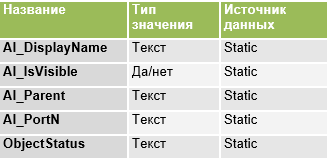 Название Тип значения Источник данных
AI_DisplayName Текст Static
AI_IsVisible Да/нет Static
AI_Parent Текст Static
AI_PortN Текст Static
ObjectStatus Текст Static